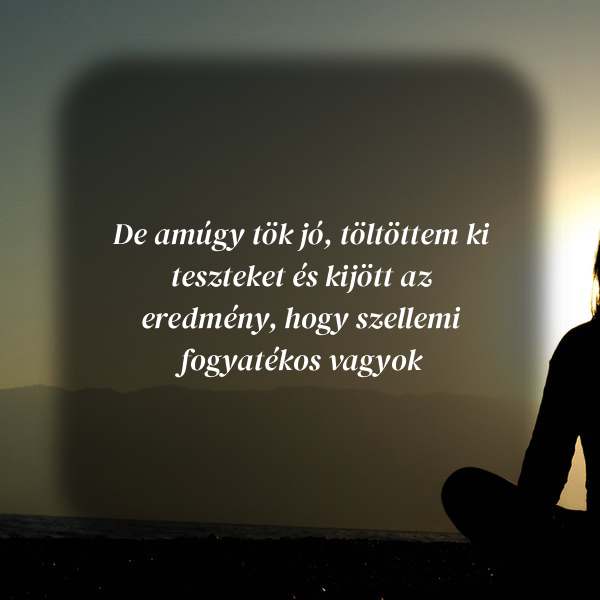 De amúgy tök jó, töltöttem ki
teszteket és kijött az
eredmény, hogy szellemi
fogyatékos vagyok